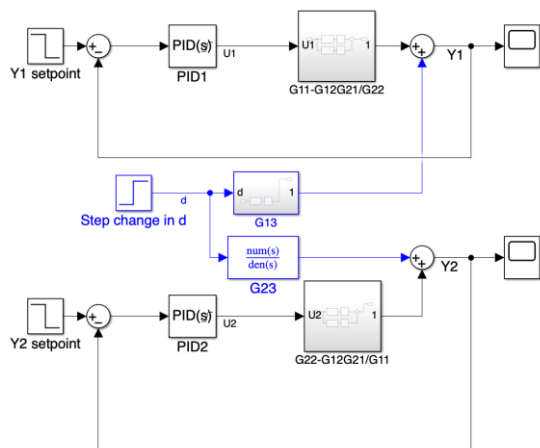 PID(s)
U1
1
Y1 setpoint
PID1
U1
G11-G12G21/G22
Y1
d
1
d
Step change in d
G13
num(s)
den(s)
G23
Y2
PID(s)
U2
1
Y2 setpoint
PID2
U2
G22-G12G21/G11